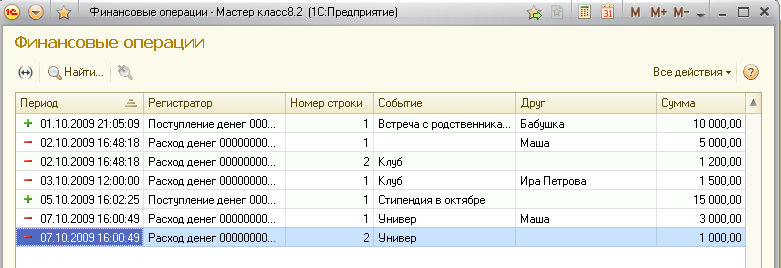 Финансовые операции - Мастер класс8.2 (1С:Предприятие)
M M+ M-
Финансовые операции
Найти... Все действия
Период Регистратор Номер строки Событие Друг Сумма
01.10.2009 21:05:09 Поступление денег 000... 1 Встреча с родственника... Бабушка 10 000,00
02.10.2009 16:48:18 Расход денег 00000000... 1 Маша 5 000,00
02.10.2009 16:48:18 Расход денег 00000000... 2 Клуб 1 200,00
03.10.2009 12:00:00 Расход денег 00000000... 1 Клуб Ира Петрова 1 500,00
05.10.2009 16:02:25 Поступление денег 000... 1 Стипендия в октябре 15 000,00
07.10.2009 16:00:49 Расход денег 00000000... 1 Универ Маша 3 000,00
07.10.2009 16:00:49 Расход денег 00000000... 2 Универ 1 000,00